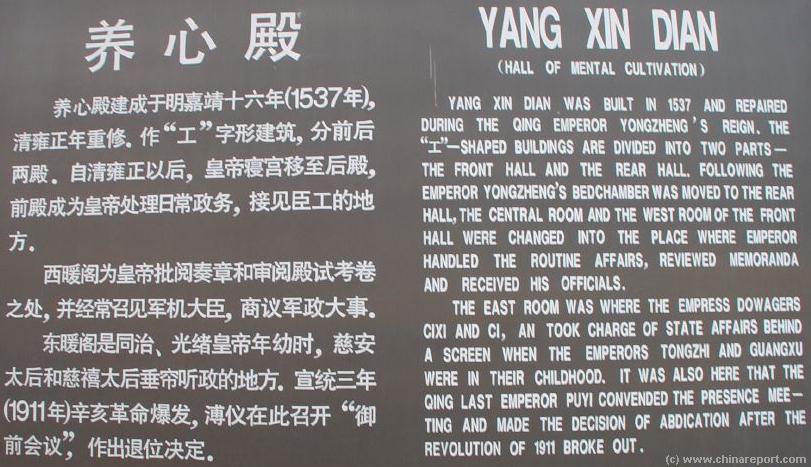 养心殿
养心殿建成于明嘉靖十六年(1537年),
清雍正年重修. 作“工”字形建筑, 分前后
两殿. 自清雍正以后, 皇帝寝宫移至后殿,
前殿成为皇帝处理日常政务, 接见臣工的地
方.
西暖阁为皇帝批阅奏章和审阅殿试考卷
之处, 并经常召见军机大臣, 商议军政大事.
东暖阁是同治、光绪皇帝年幼时, 慈安
太后和慈禧太后垂帘听政的地方. 宣统三年
(1911年)辛亥革命爆发, 溥仪在此召开“御
前会议”, 作出退位决定.
YANG XIN DIAN
(HALL OF MENTAL CULTIVATION)
YANG XIN DIAN WAS BUILT IN 1537 AND REPAIRED
DURING THE QING EMPEROR YONGZHENG'S REIGN. THE
“工”—SHAPED BUILDINGS ARE DIVIDED INTO TWO PARTS—
THE FRONT HALL AND THE REAR HALL. FOLLOWING THE
EMPEROR YONGZHENG'S BEDCHAMBER WAS MOVED TO THE REAR
HALL, THE CENTRAL ROOM AND THE WEST ROOM OF THE FRONT
HALL WERE CHANGED INTO THE PLACE WHERE EMPEROR
HANDLED THE ROUTINE AFFAIRS, REVIEWED MEMORANDA
AND RECEIVED HIS OFFICIALS.
THE EAST ROOM WAS WHERE THE EMPRESS DOWAGERS
CIXI AND CI, AN TOOK CHARGE OF STATE AFFAIRS BEHIND
A SCREEN WHEN THE EMPERORS TONGZHI AND GUANGXU
WERE IN THEIR CHILDHOOD. IT WAS ALSO HERE THAT THE
QING LAST EMPEROR PUYI CONVENED THE PRESENCE MEE-
TING AND MADE THE DECISION OF ABDICATION AFTER THE
REVOLUTION OF 1911 BROKE OUT.
(c) www.chinareport.com